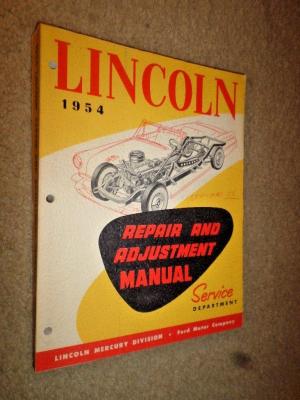 LINCOLN
1954
REPAIR AND
ADJUSTMENT
MANUAL
Service
DEPARTMENT
LINCOLN MERCURY DIVISION • Ford Motor Company